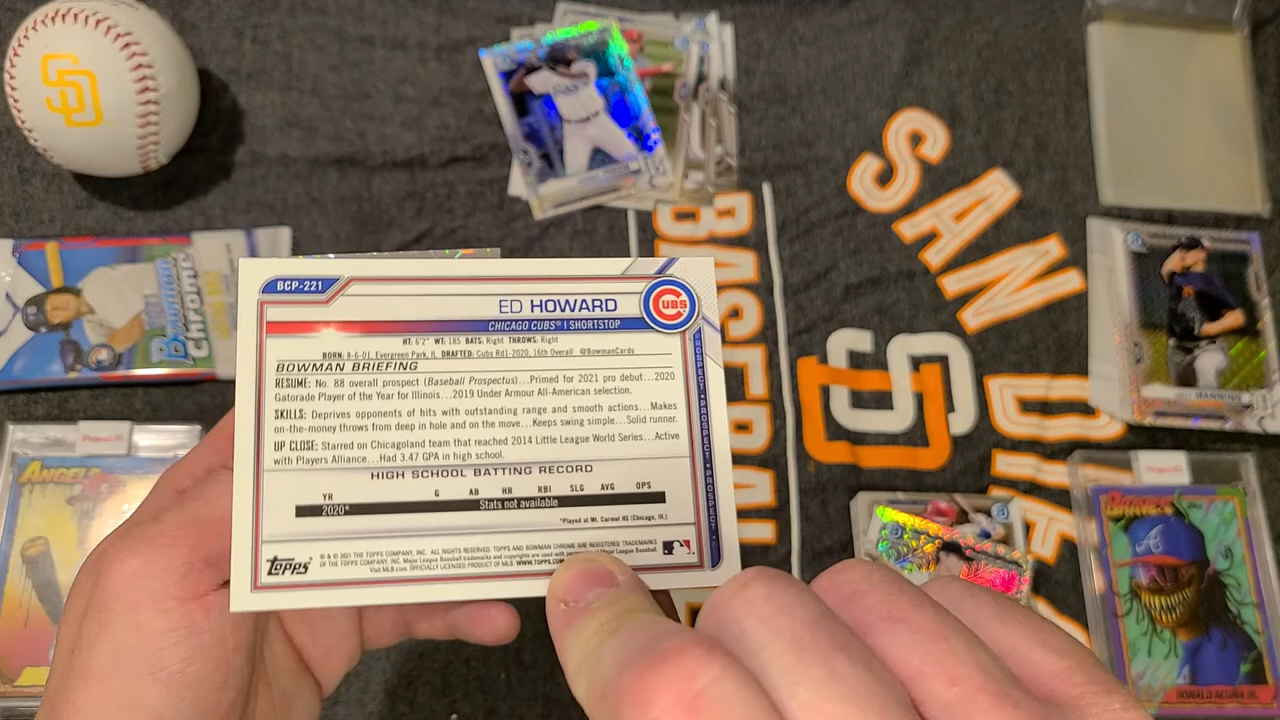 SD
BCP-221
ED HOWARD
CUBS
CHICAGO CUBS® | SHORTSTOP
HT: 6'2" WT: 185 BATS: Right THROWS: Right
BORN: 8-6-01, Evergreen Park, IL DRAFTED: Cubs Rd1-2020, 16th Overall @BowmanCards
BOWMAN BRIEFING
RESUME: No. 88 overall prospect (Baseball Prospectus)...Primed for 2021 pro debut...2020
Gatorade Player of the Year for Illinois...2019 Under Armour All-American selection.
SKILLS: Deprives opponents of hits with outstanding range and smooth actions...Makes
on-the-money throws from deep in hole and on the move...Keeps swing simple...Solid runner.
UP CLOSE: Starred on Chicagoland team that reached 2014 Little League World Series...Active
with Players Alliance...Had 3.47 GPA in high school.
HIGH SCHOOL BATTING RECORD
YR G AB HR RBI SLG AVG OPS
2020* Stats not available
*Played at Mt. Carmel HS (Chicago, Ill.)
® & © 2021 THE TOPPS COMPANY, INC. ALL RIGHTS RESERVED. TOPPS AND BOWMAN CHROME ARE REGISTERED TRADEMARKS
OF THE TOPPS COMPANY, INC. Major League Baseball trademarks and copyrights are used with
Major League Baseball.
Visit MLB.com. OFFICIALLY LICENSED PRODUCT OF MLB. WWW.TOPPS.COM
TOPPS
PROSPECT • PROSPECT • PROSPECT
Bowman
CHROME
ANGELS
BASEBALL
SAN DIE
SD
MANNING
BRAVES
RONALD ACUÑA JR.